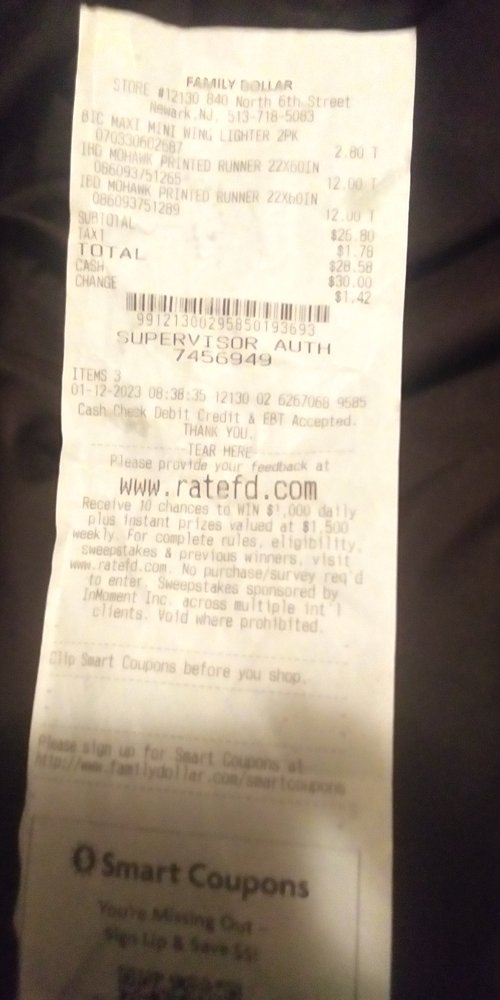 FAMILY DOLLAR
STORE #12130 840 North 6th Street
Newark,NJ. 513-718-5083
BIC MAXI MINI WING LIGHTER 2PK
070330602687 2.80 T
IHO MOHAWK PRINTED RUNNER 22X60IN
086093751265 12.00 T
IBO MOHAWK PRINTED RUNNER 22X60IN
086093751289 12.00 T
SUBTOTAL $26.80
TAX1 $1.78
TOTAL $28.58
CASH $30.00
CHANGE $1.42
99121300295850193693
SUPERVISOR AUTH
7456949
ITEMS 3
01-12-2023 08:38:35 12130 02 6267068 9585
Cash Check Debit Credit & EBT Accepted.
THANK YOU.
TEAR HERE
Please provide your feedback at
www.ratefd.com
Receive 10 chances to WIN $1,000 daily
plus instant prizes valued at $1,500
weekly. For complete rules, eligibility,
sweepstakes & previous winners, visit
www.ratefd.com. No purchase/survey req'd
to enter. Sweepstakes sponsored by
InMoment Inc. across multiple int'l
clients. Void where prohibited.
Clip Smart Coupons before you shop.
Please sign up for Smart Coupons at
http://www.familydollar.com/smartcoupons
Smart Coupons
You're Missing Out -
Sign Up & Save $5!